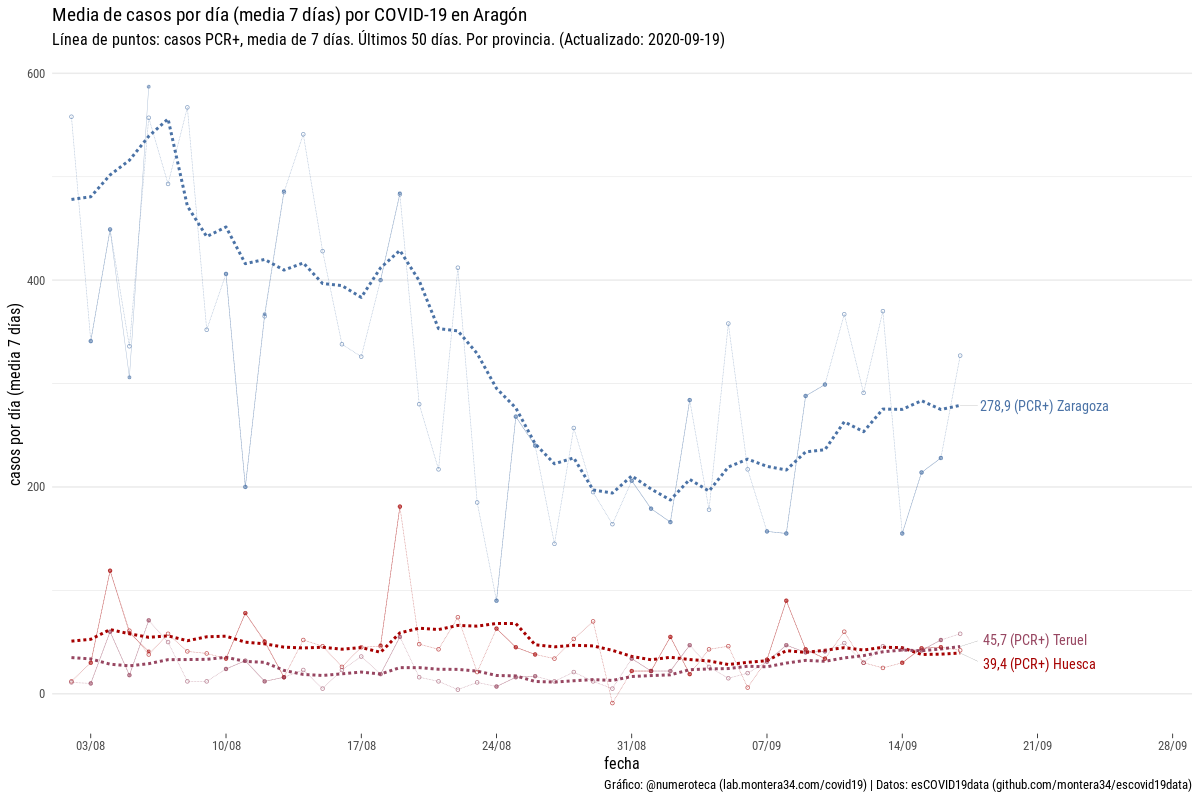 Media de casos por día (media 7 días) por COVID-19 en Aragón
Línea de puntos: casos PCR+, media de 7 días. Últimos 50 días. Por provincia. (Actualizado: 2020-09-19)
casos por día (media 7 días)
600
400
200
0
278,9 (PCR+) Zaragoza
45,7 (PCR+) Teruel
39,4 (PCR+) Huesca
03/08
10/08
17/08
24/08
31/08
07/09
14/09
21/09
28/09
fecha
Gráfico: @numeroteca (lab.montera34.com/covid19) | Datos: esCOVID19data (github.com/montera34/escovid19data)